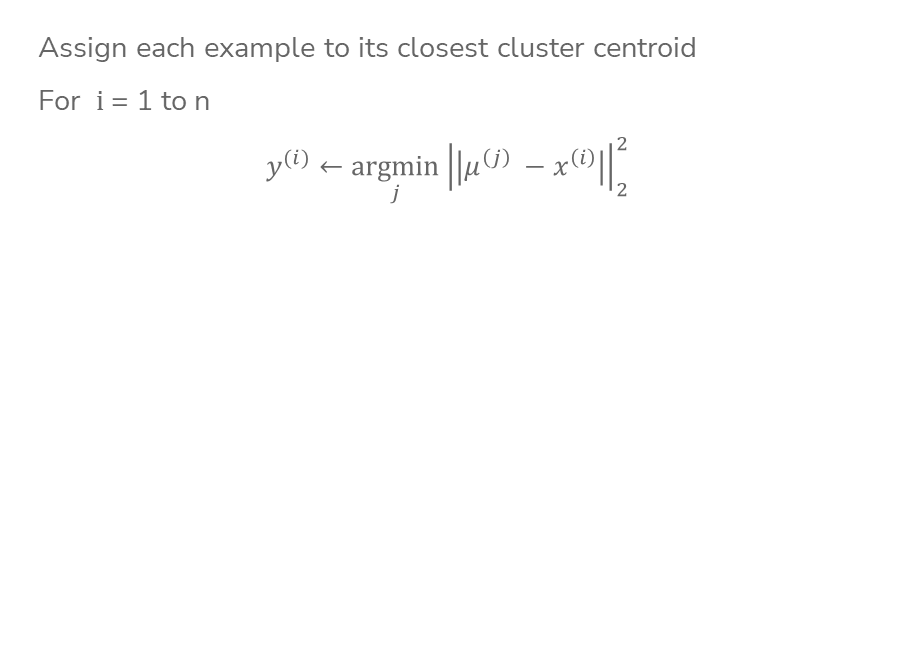 Assign each example to its closest cluster centroid
For i = 1 to n
y^{(i)} ← argmin_j ||μ^{(j)} − x^{(i)}||_2^2